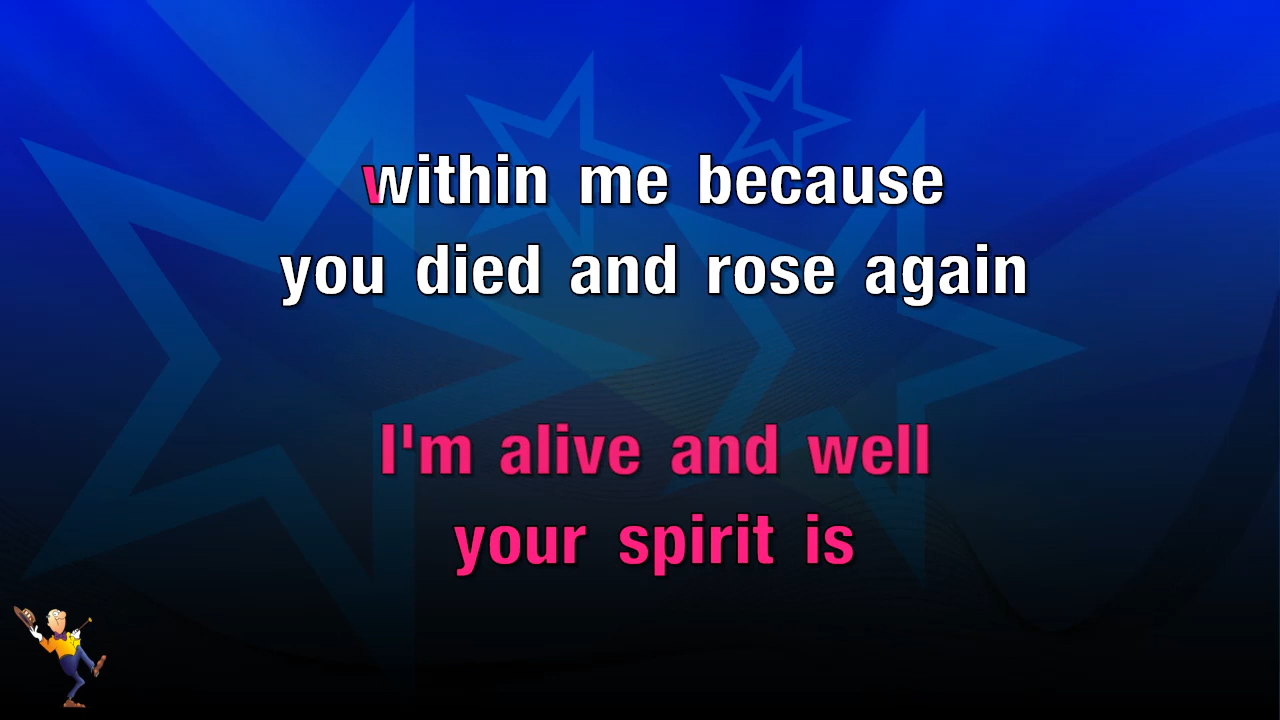 within me because
you died and rose again
I'm alive and well
your spirit is